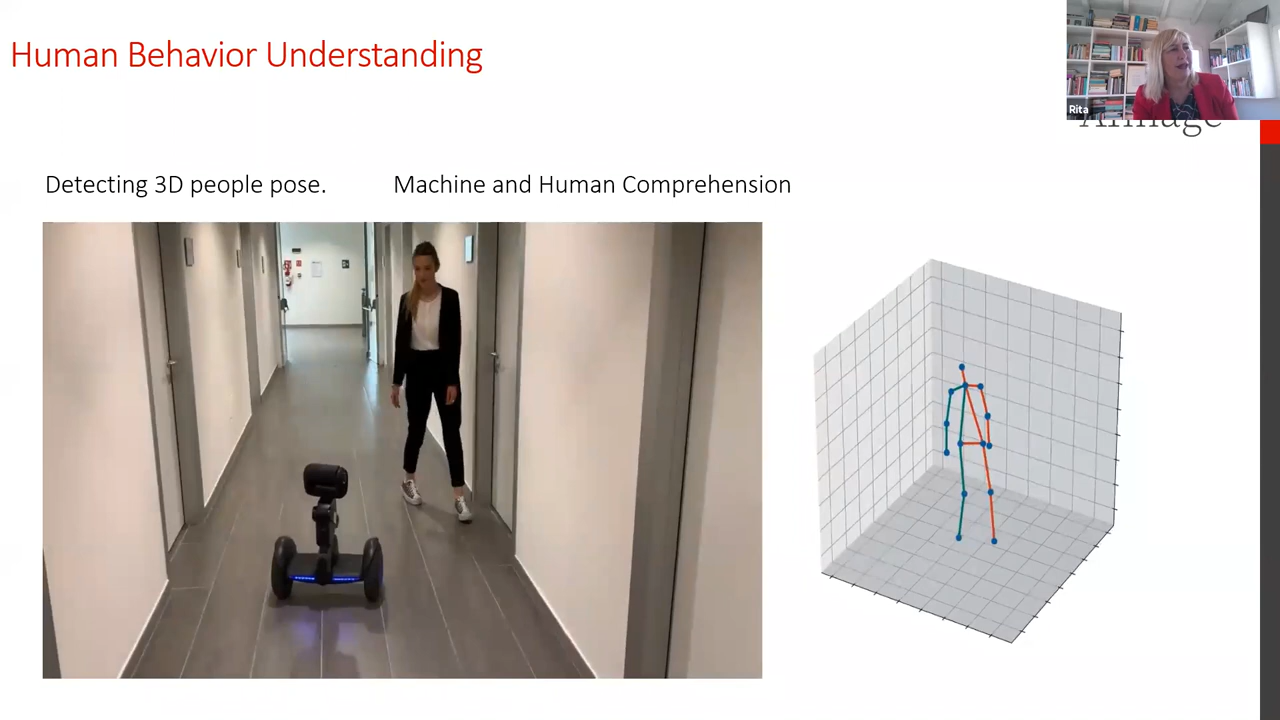 Human Behavior Understanding
Rita
Detecting 3D people pose.
Machine and Human Comprehension